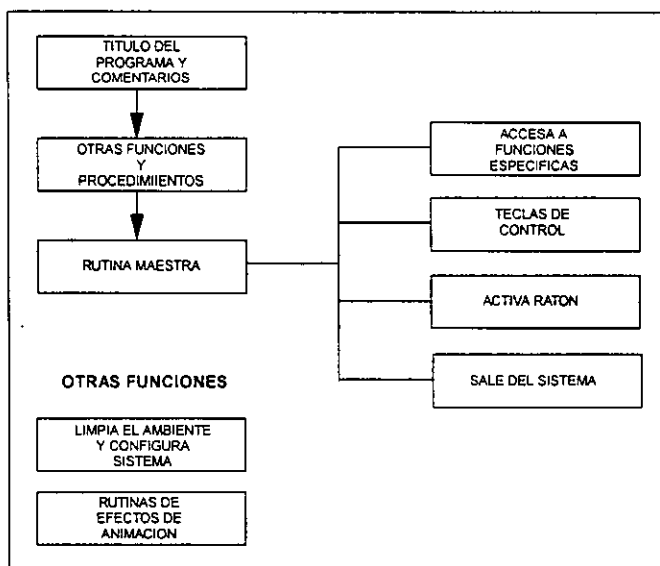 TITULO DEL
PROGRAMA Y
COMENTARIOS
OTRAS FUNCIONES
Y
PROCEDIMIENTOS
RUTINA MAESTRA
ACCESA A
FUNCIONES
ESPECIFICAS
TECLAS DE
CONTROL
ACTIVA RATON
SALE DEL SISTEMA
OTRAS FUNCIONES
LIMPIA EL AMBIENTE
Y CONFIGURA
SISTEMA
RUTINAS DE
EFECTOS DE
ANIMACION